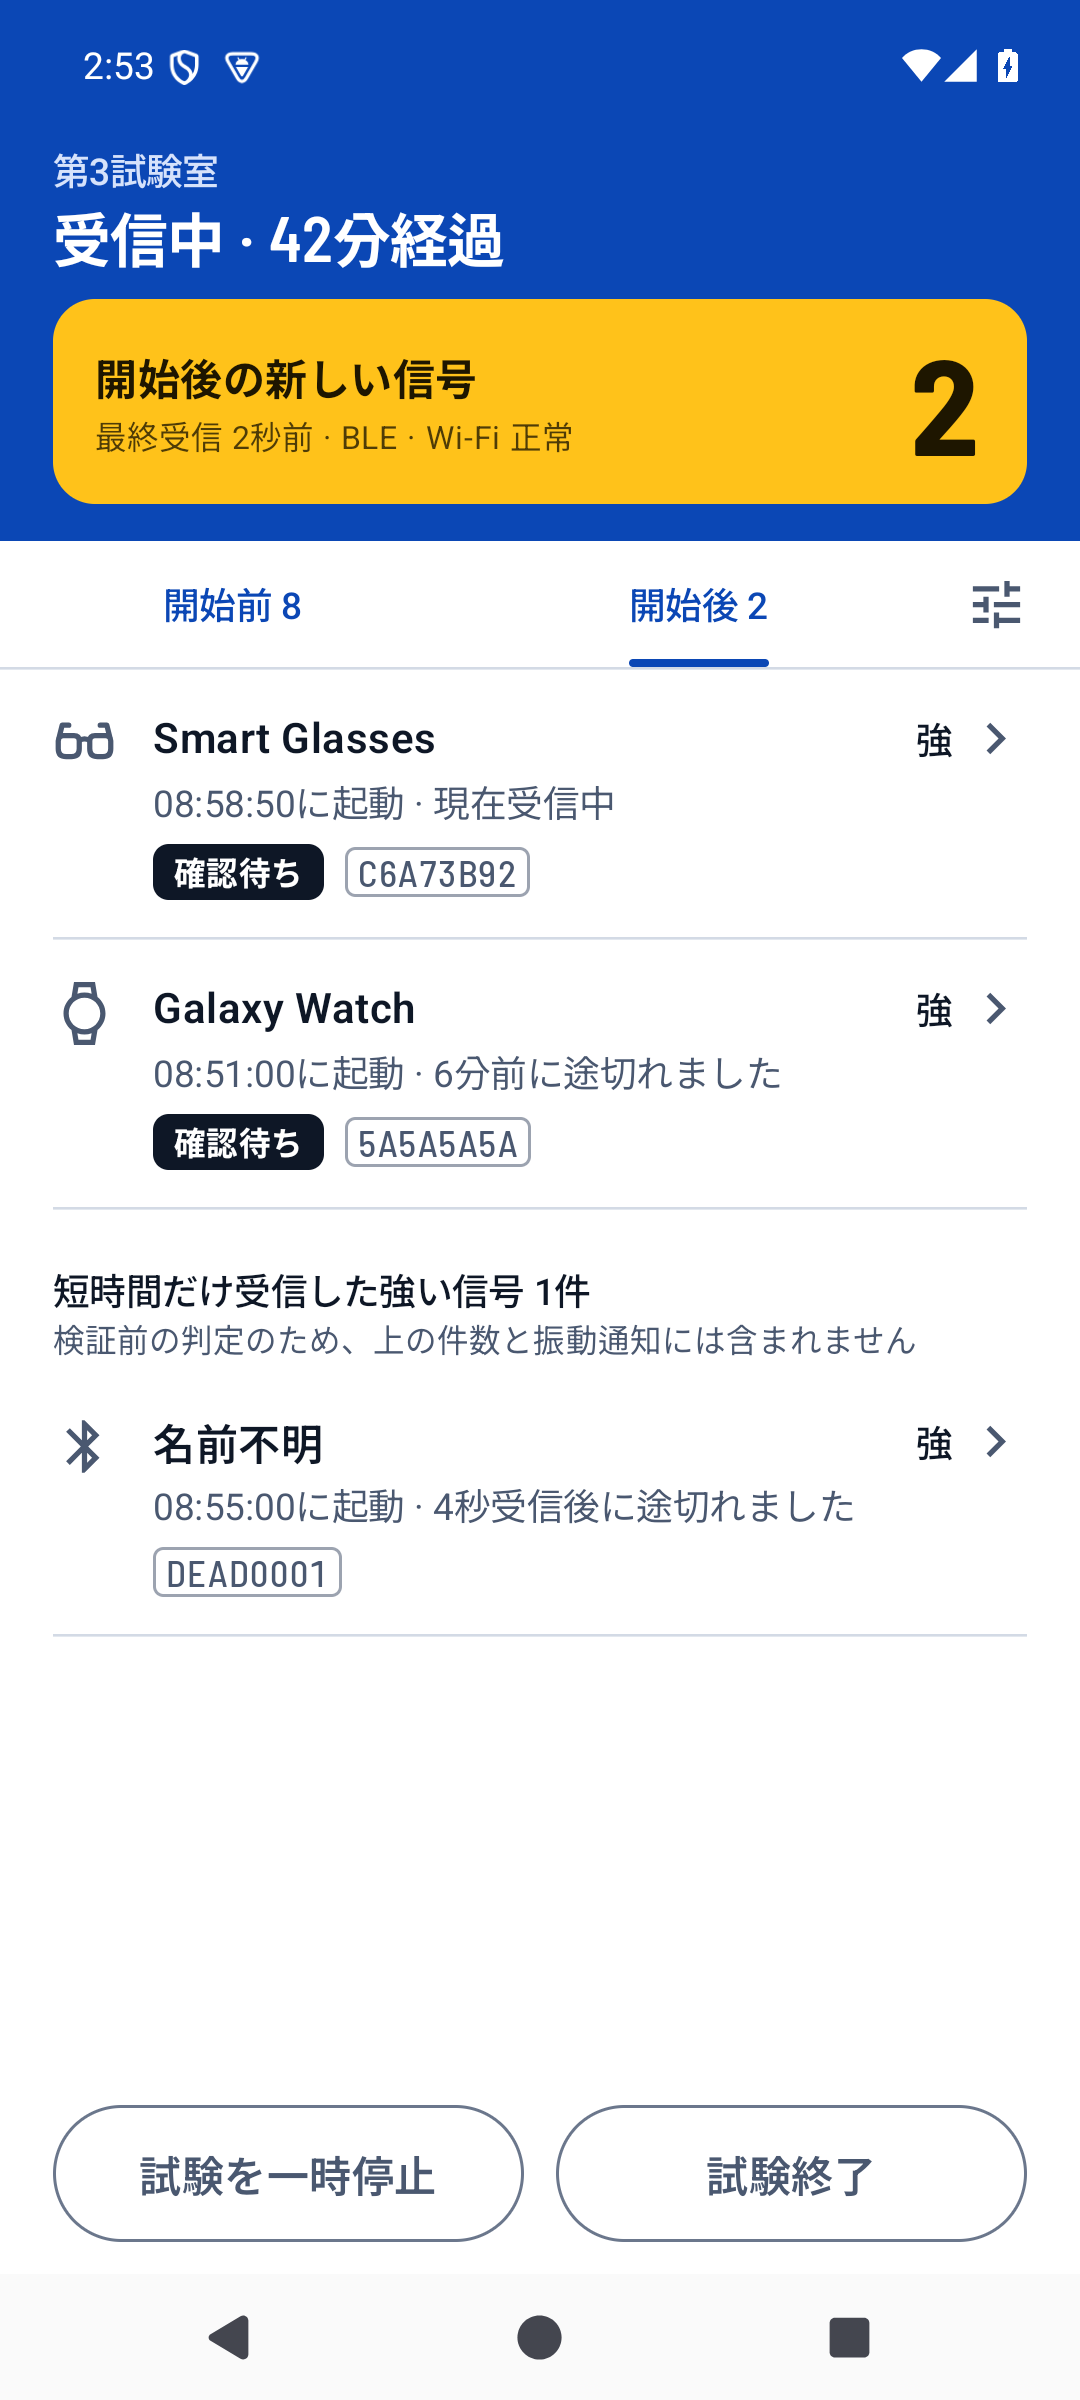 2:53
第3試験室
受信中 · 42分経過
開始後の新しい信号
最終受信 2秒前 · BLE · Wi-Fi 正常
2
開始前 8
開始後 2
Smart Glasses
強
08:58:50に起動 · 現在受信中
確認待ち
C6A73B92
Galaxy Watch
強
08:51:00に起動 · 6分前に途切れました
確認待ち
5A5A5A5A
短時間だけ受信した強い信号 1件
検証前の判定のため、上の件数と振動通知には含まれません
名前不明
強
08:55:00に起動 · 4秒受信後に途切れました
DEAD0001
試験を一時停止
試験終了